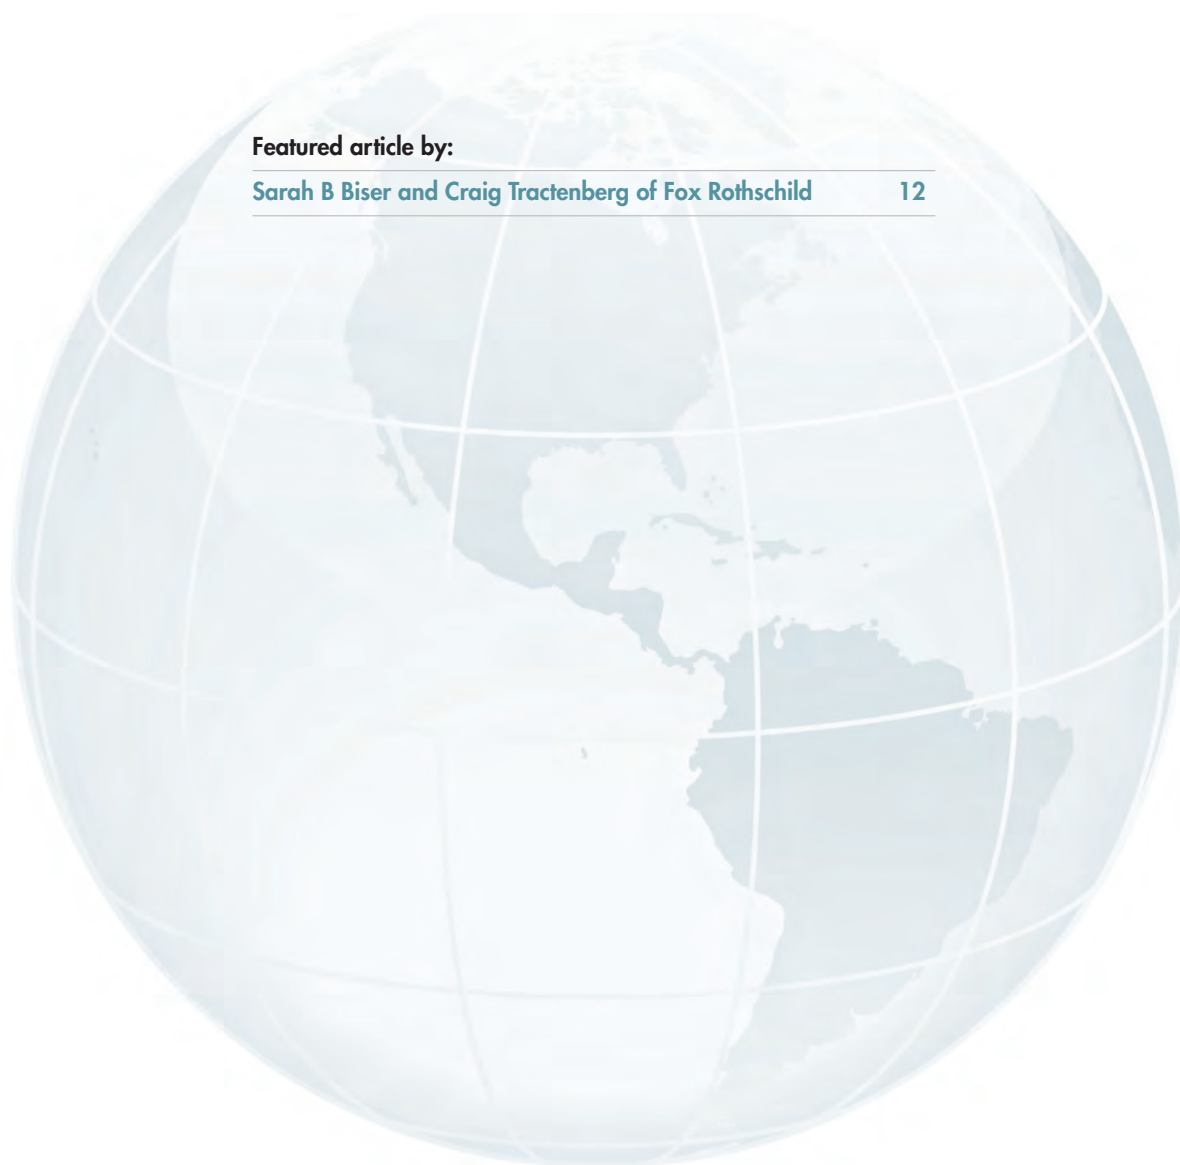 Featured article by:
Sarah B Biser and Craig Tractenberg of Fox Rothschild 12